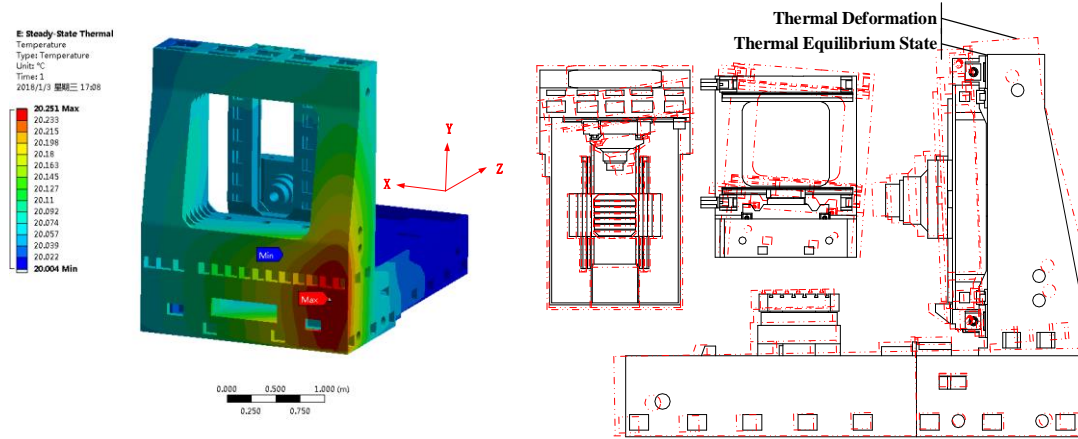 E: Steady-State Thermal
Temperature
Type: Temperature
Unit: °C
Time: 1
2018/1/3 星期三 17:08
20.251 Max
20.233
20.215
20.198
20.18
20.163
20.145
20.127
20.11
20.092
20.074
20.057
20.039
20.022
20.004 Min
Min
Max
Y
X
Z
0.000
0.500
1.000 (m)
0.250
0.750
Thermal Deformation
Thermal Equilibrium State